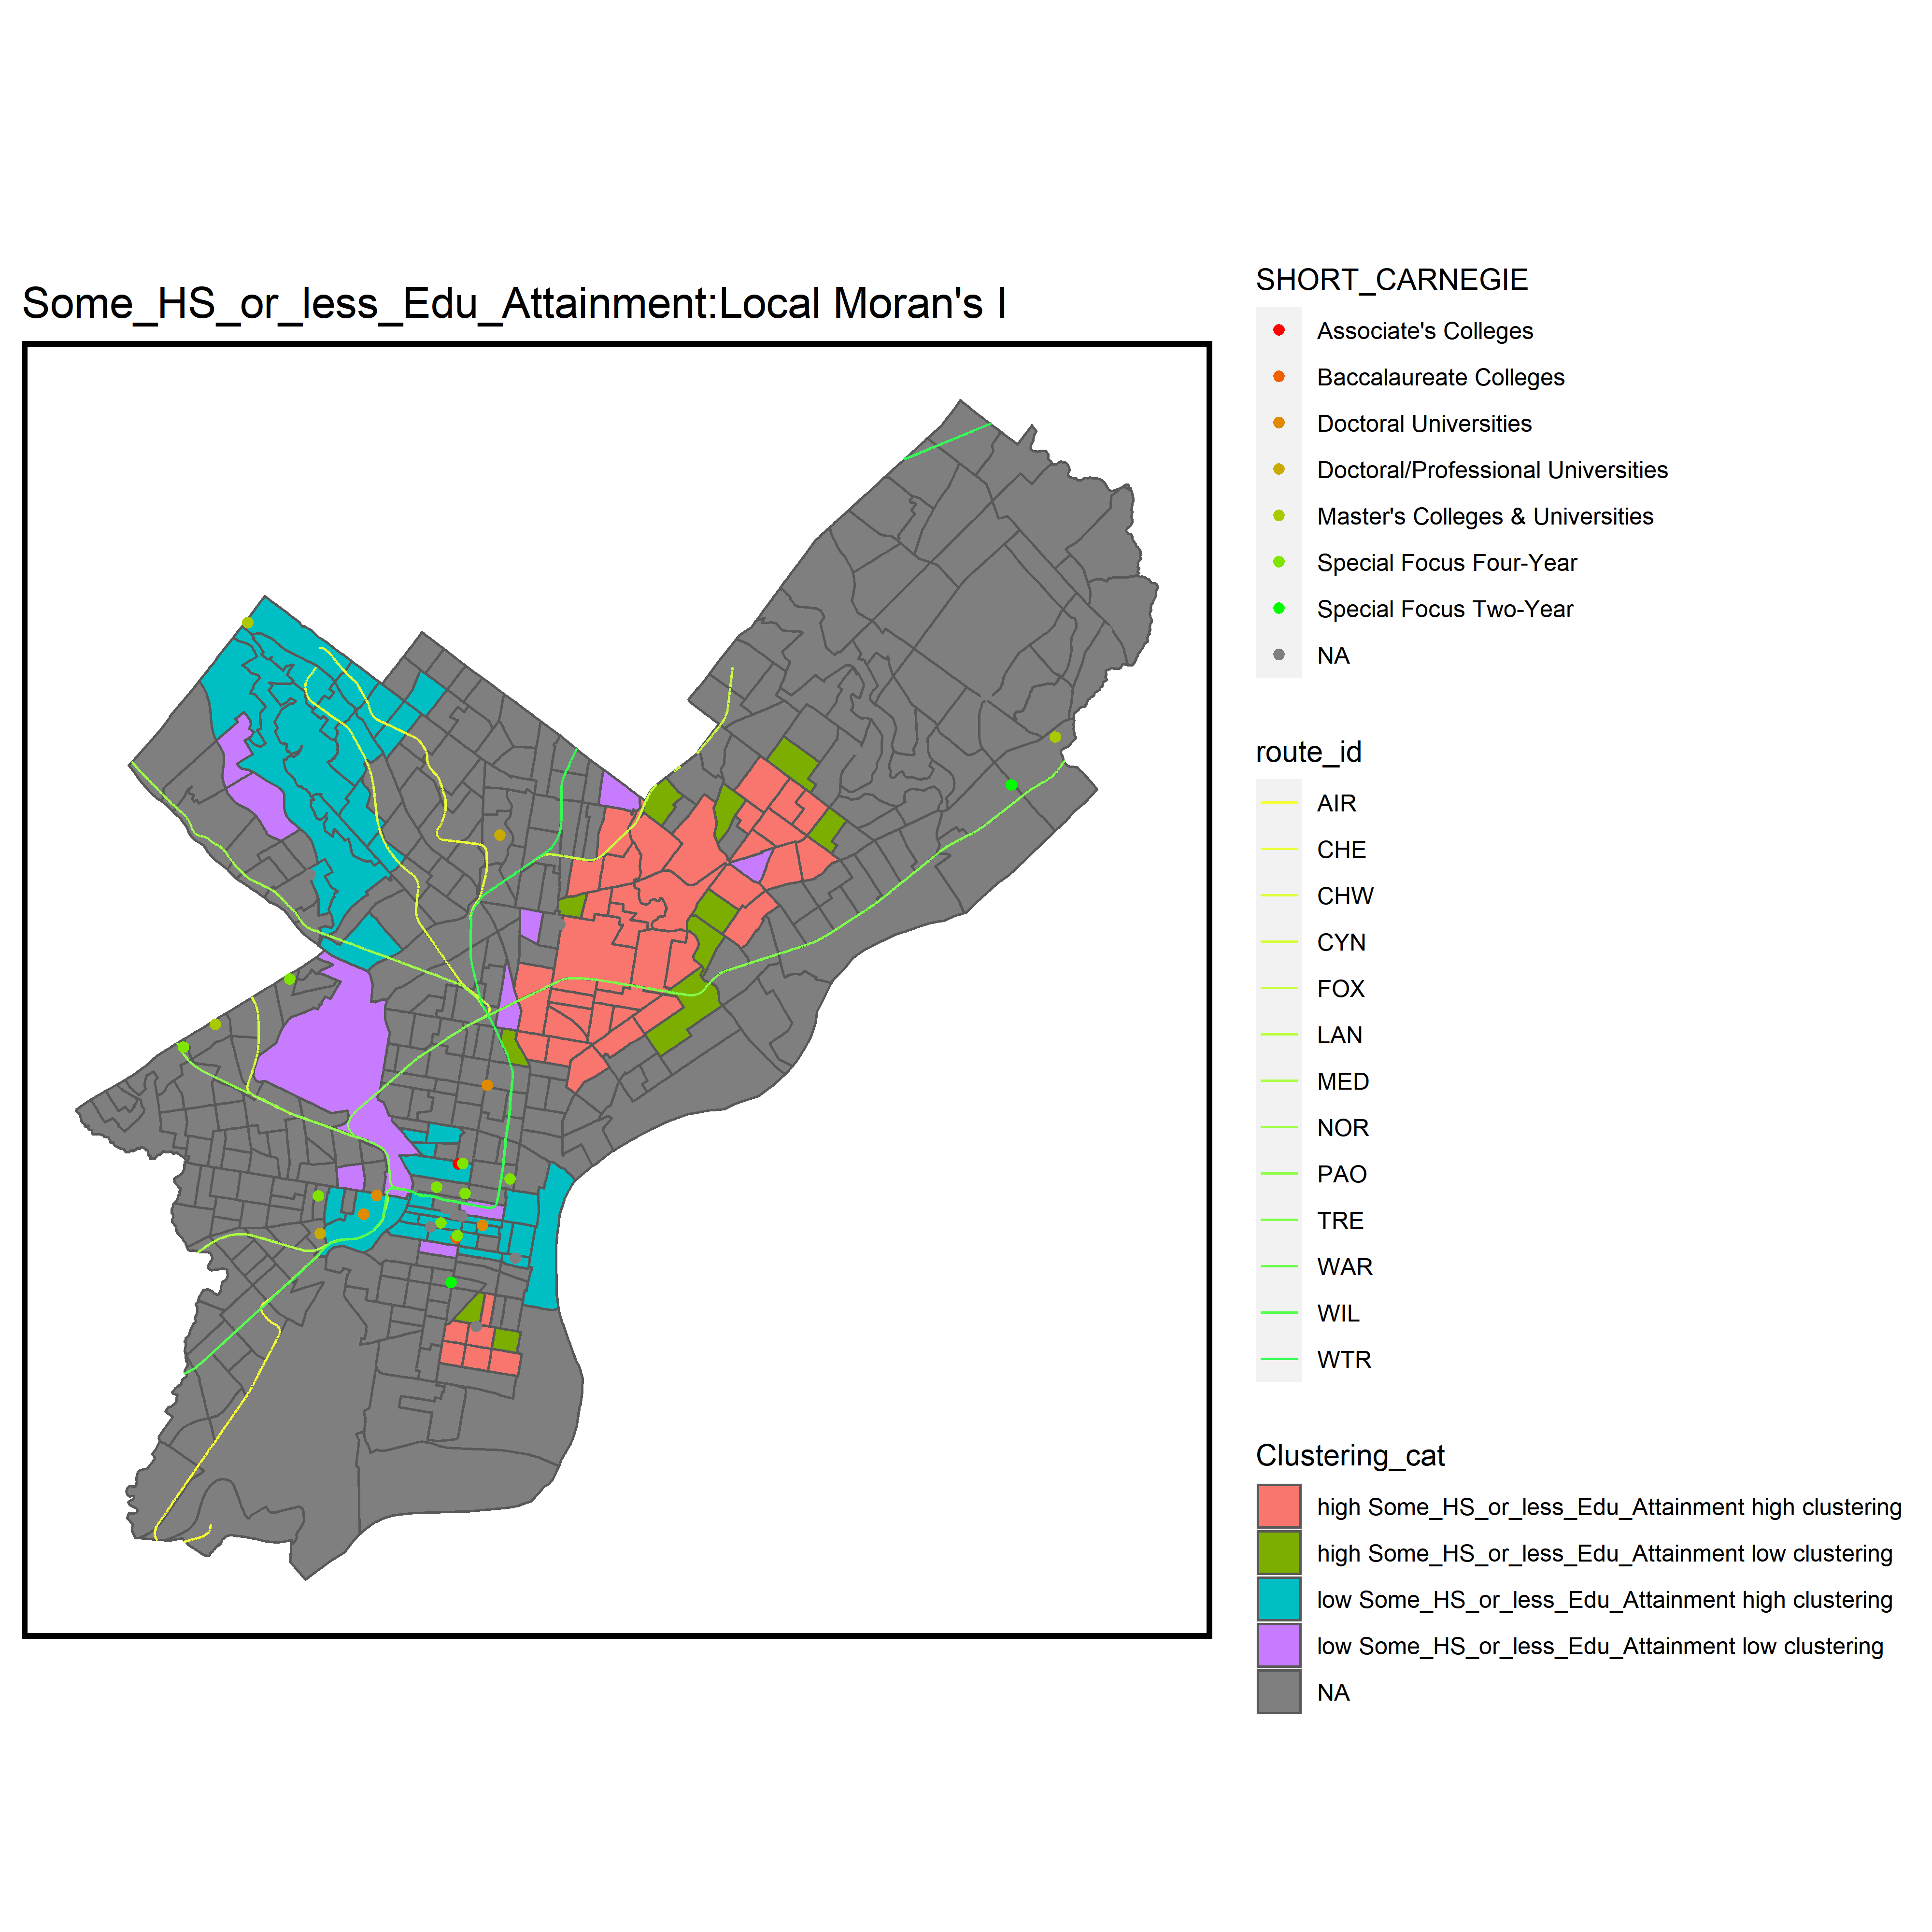 Some_HS_or_less_Edu_Attainment:Local Moran's I
SHORT_CARNEGIE
Associate's Colleges
Baccalaureate Colleges
Doctoral Universities
Doctoral/Professional Universities
Master's Colleges & Universities
Special Focus Four-Year
Special Focus Two-Year
NA
route_id
AIR
CHE
CHW
CYN
FOX
LAN
MED
NOR
PAO
TRE
WAR
WIL
WTR
Clustering_cat
high Some_HS_or_less_Edu_Attainment high clustering
high Some_HS_or_less_Edu_Attainment low clustering
low Some_HS_or_less_Edu_Attainment high clustering
low Some_HS_or_less_Edu_Attainment low clustering
NA